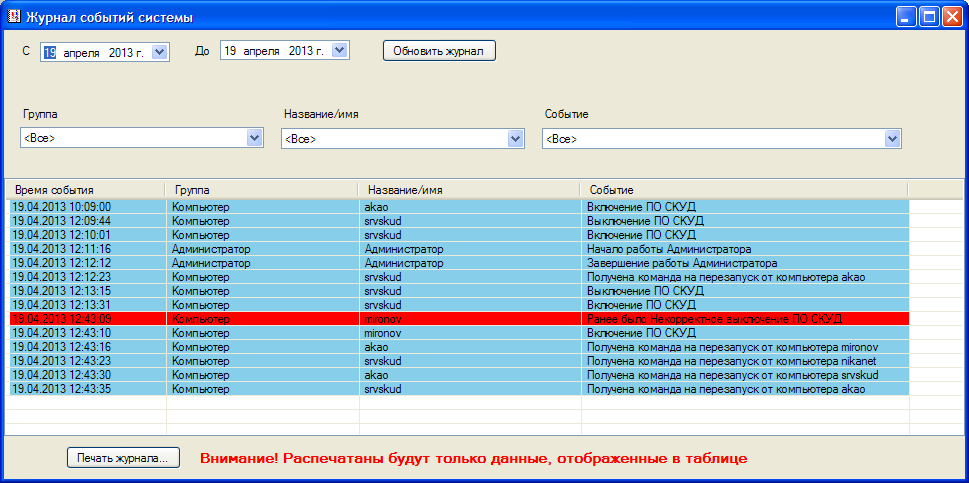 Журнал событий системы
С 19 апреля 2013 г. До 19 апреля 2013 г. Обновить журнал
Группа Название/имя Событие
<Все> <Все> <Все>
Время события Группа Название/имя Событие
19.04.2013 10:09:00 Компьютер akao Включение ПО СКУД
19.04.2013 12:09:44 Компьютер srvskud Выключение ПО СКУД
19.04.2013 12:10:01 Компьютер srvskud Включение ПО СКУД
19.04.2013 12:11:16 Администратор Администратор Начало работы Администратора
19.04.2013 12:12:12 Администратор Администратор Завершение работы Администратора
19.04.2013 12:12:23 Компьютер srvskud Получена команда на перезапуск от компьютера akao
19.04.2013 12:13:15 Компьютер srvskud Выключение ПО СКУД
19.04.2013 12:13:31 Компьютер srvskud Включение ПО СКУД
19.04.2013 12:43:09 Компьютер mironov Ранее было Некорректное выключение ПО СКУД
19.04.2013 12:43:10 Компьютер mironov Включение ПО СКУД
19.04.2013 12:43:16 Компьютер akao Получена команда на перезапуск от компьютера mironov
19.04.2013 12:43:23 Компьютер srvskud Получена команда на перезапуск от компьютера nikanet
19.04.2013 12:43:30 Компьютер akao Получена команда на перезапуск от компьютера srvskud
19.04.2013 12:43:35 Компьютер srvskud Получена команда на перезапуск от компьютера akao
Печать журнала... Внимание! Распечатаны будут только данные, отображенные в таблице